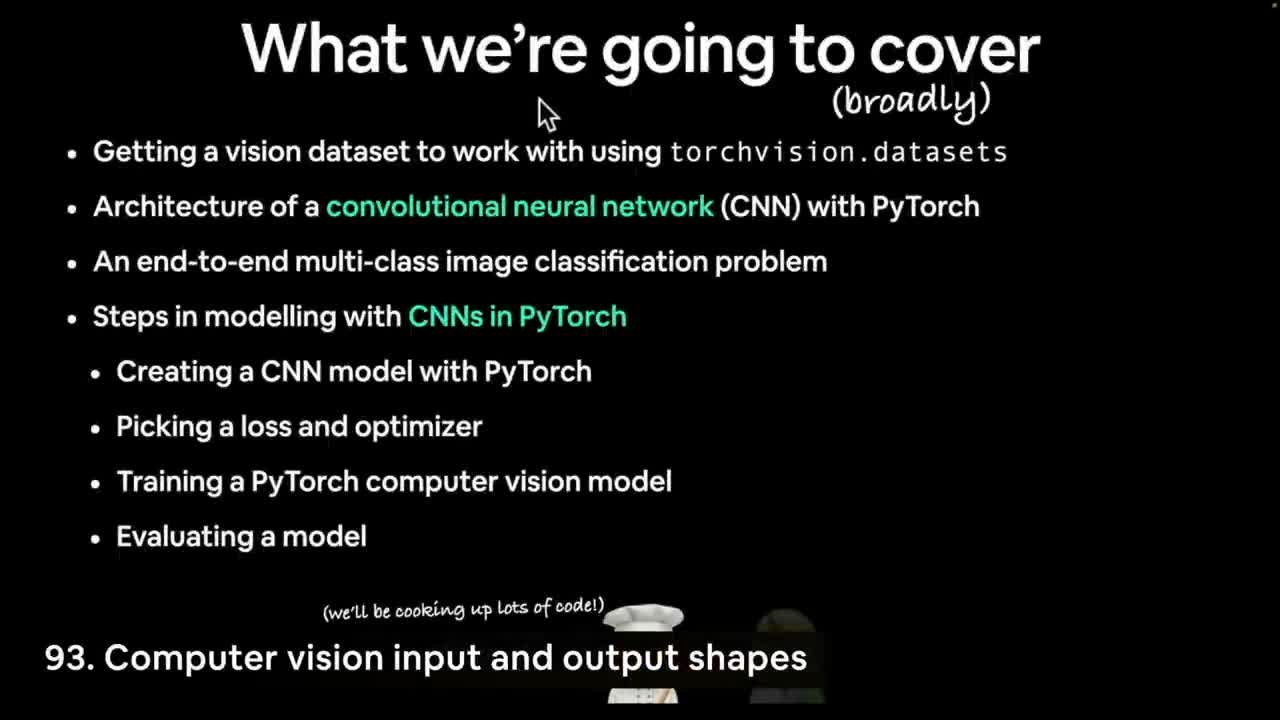 What we're going to cover
(broadly)
• Getting a vision dataset to work with using torchvision.datasets
• Architecture of a convolutional neural network (CNN) with PyTorch
• An end-to-end multi-class image classification problem
• Steps in modelling with CNNs in PyTorch
• Creating a CNN model with PyTorch
• Picking a loss and optimizer
• Training a PyTorch computer vision model
• Evaluating a model
(we'll be cooking up lots of code!)
93. Computer vision input and output shapes